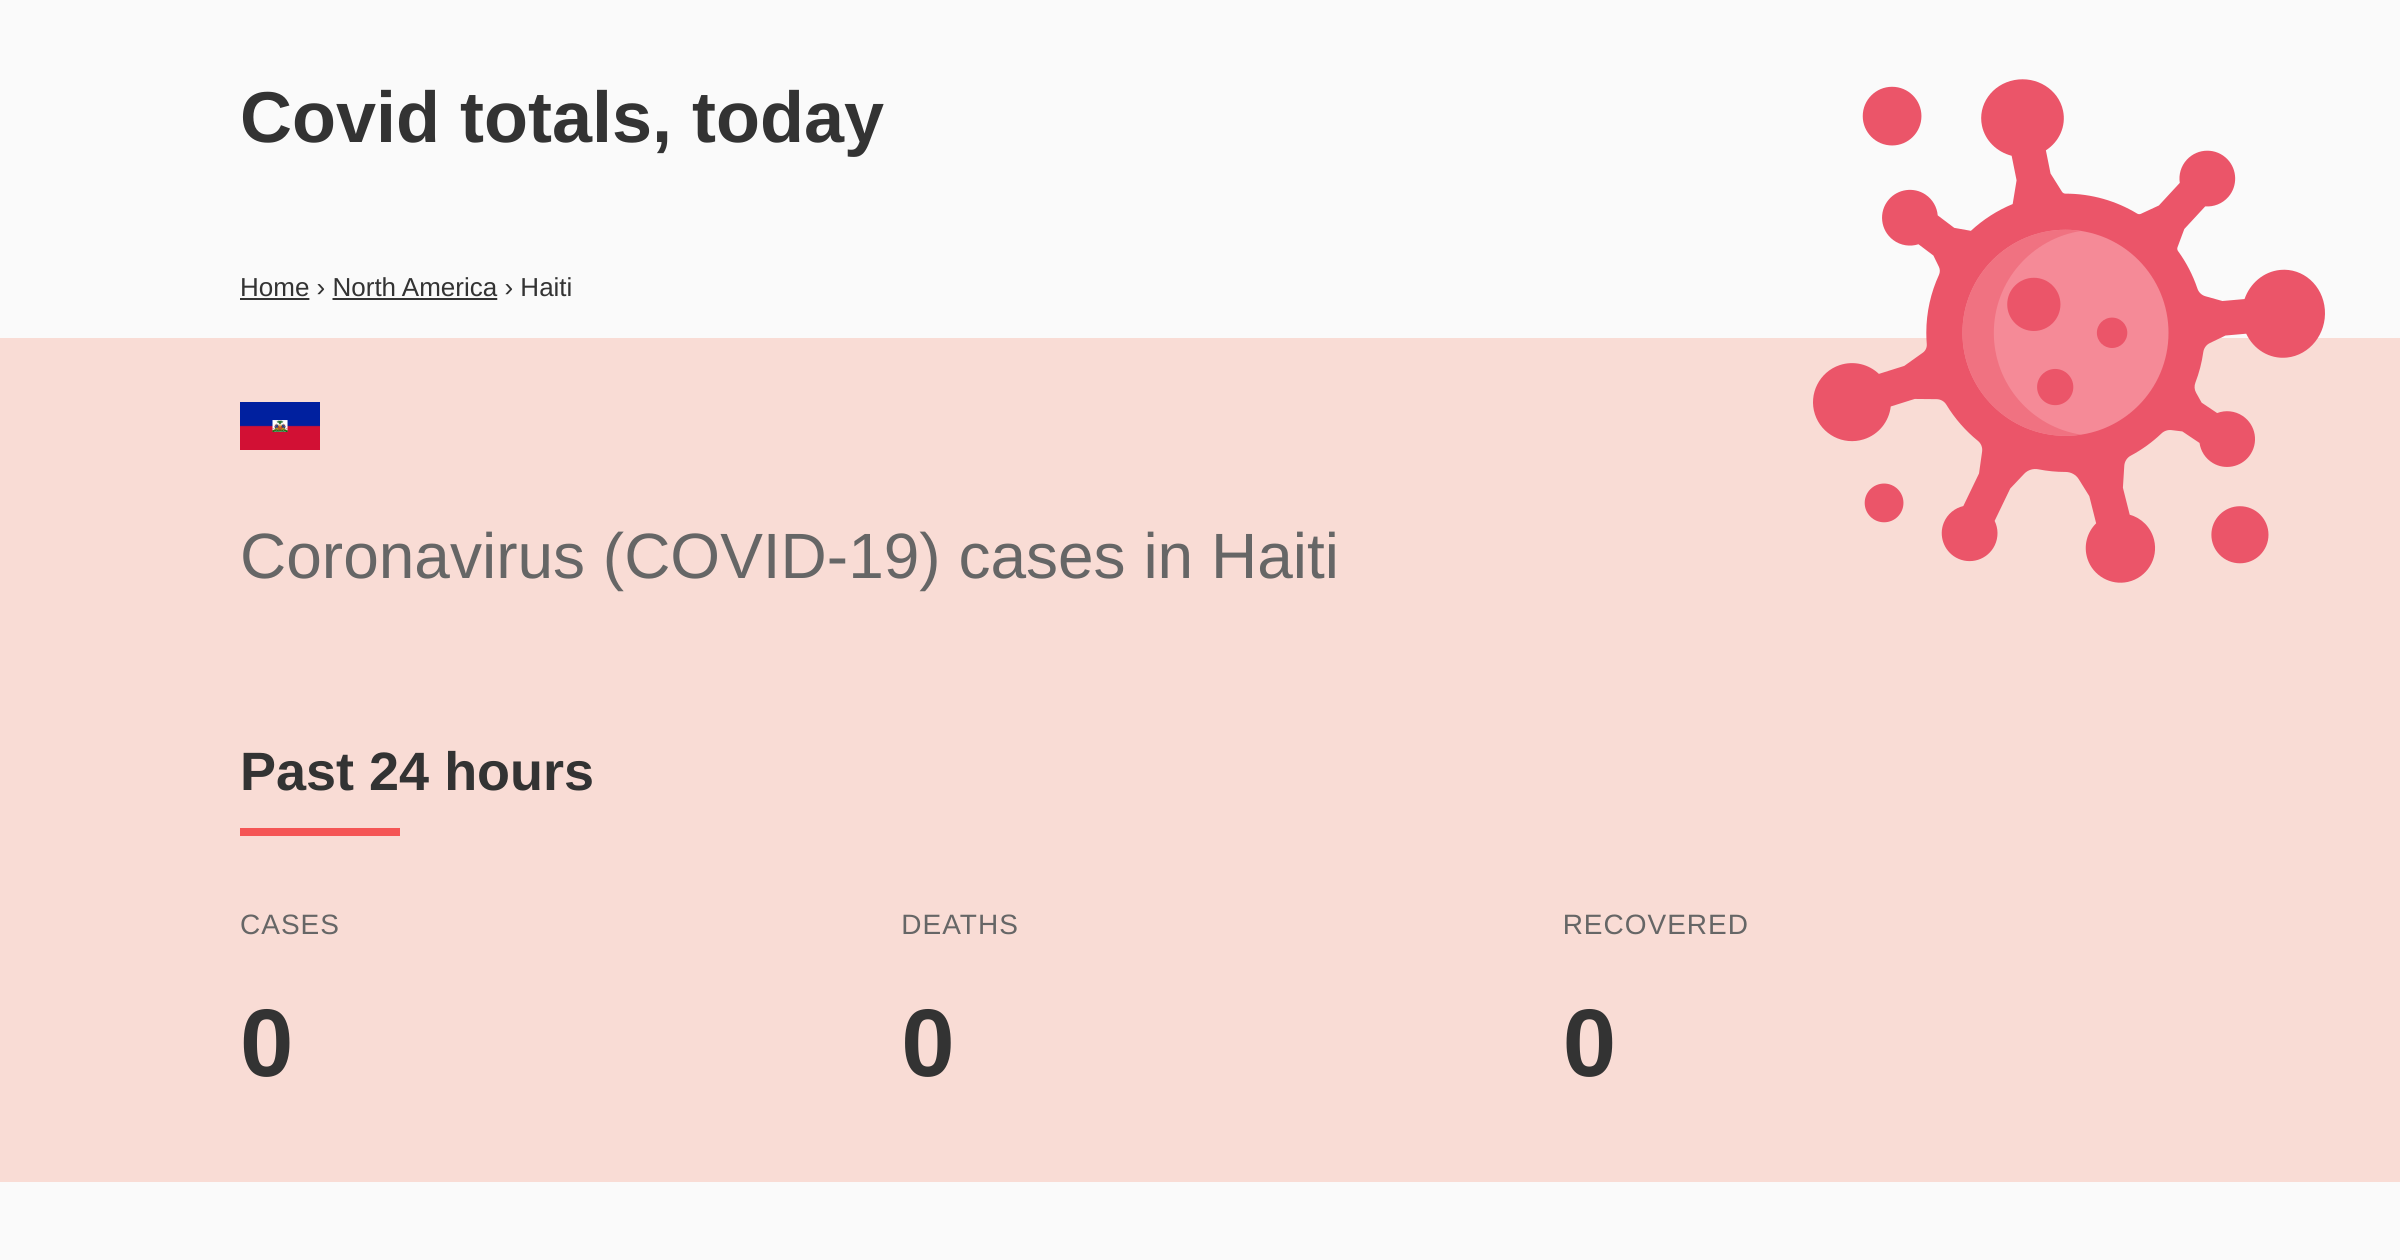 Covid totals, today
Home › North America › Haiti
Coronavirus (COVID-19) cases in Haiti
Past 24 hours
CASES DEATHS RECOVERED
0 0 0